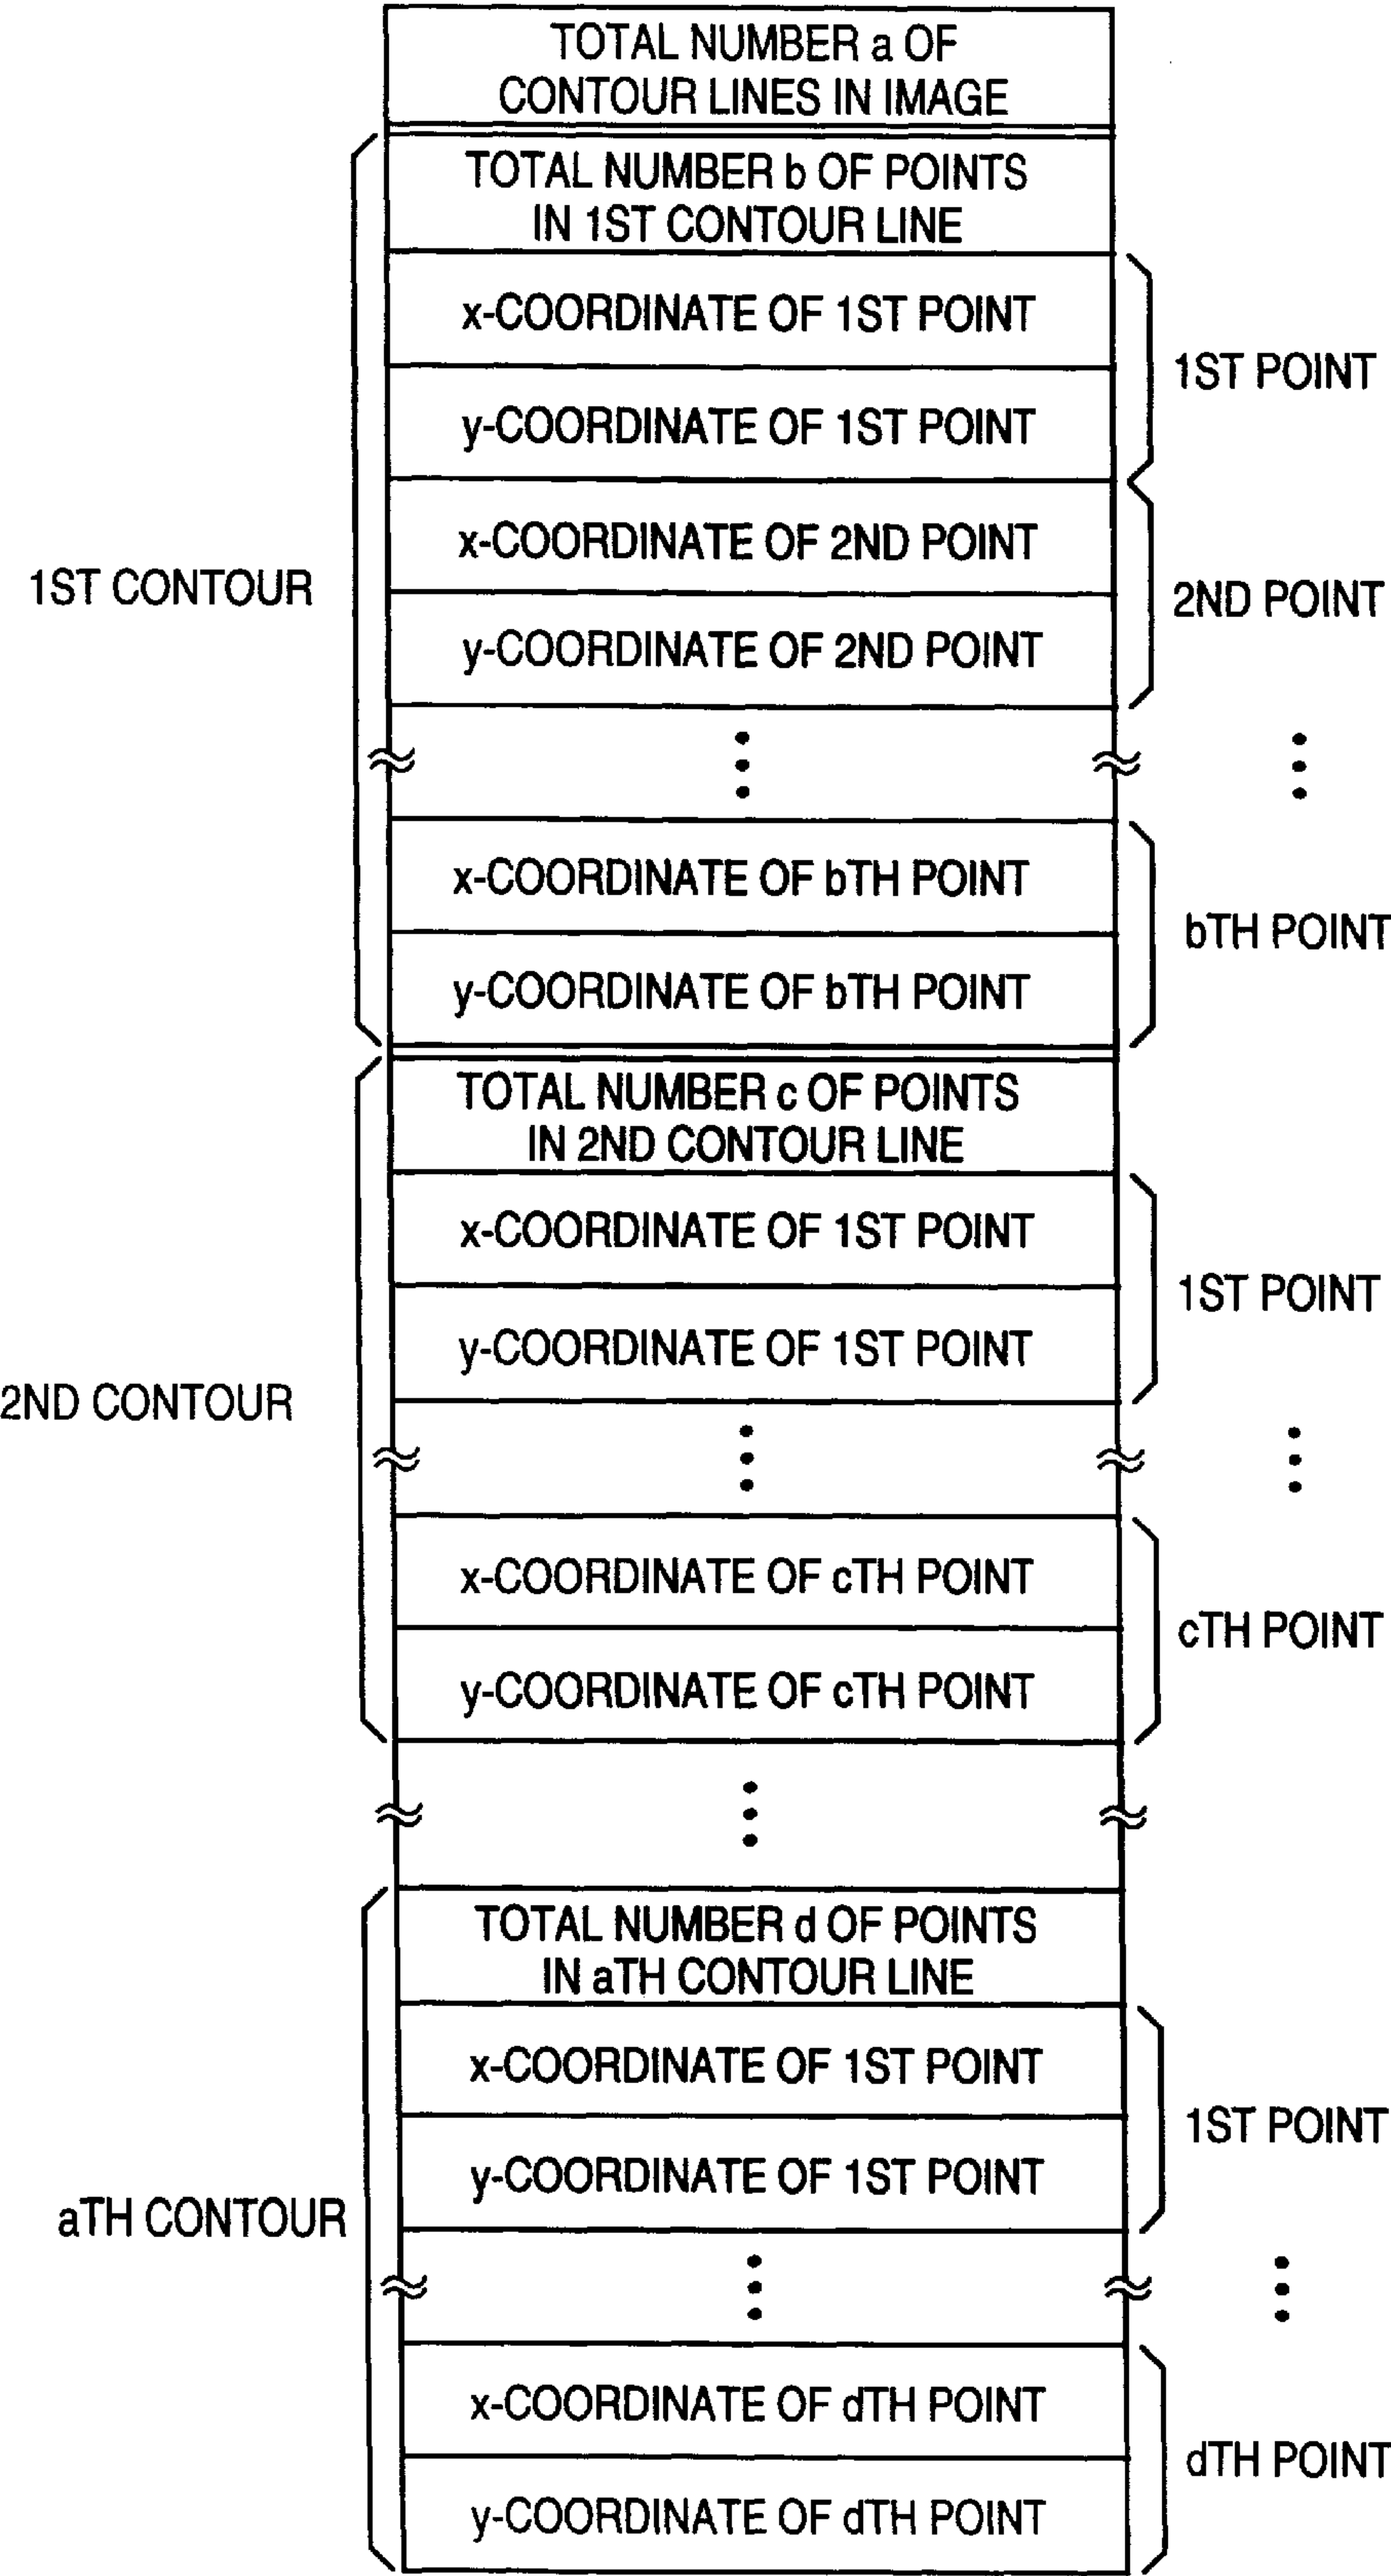 TOTAL NUMBER a OF
CONTOUR LINES IN IMAGE
TOTAL NUMBER b OF POINTS
IN 1ST CONTOUR LINE
x-COORDINATE OF 1ST POINT
1ST POINT
y-COORDINATE OF 1ST POINT
x-COORDINATE OF 2ND POINT
1ST CONTOUR
2ND POINT
y-COORDINATE OF 2ND POINT
x-COORDINATE OF bTH POINT
bTH POINT
y-COORDINATE OF bTH POINT
TOTAL NUMBER c OF POINTS
IN 2ND CONTOUR LINE
x-COORDINATE OF 1ST POINT
1ST POINT
y-COORDINATE OF 1ST POINT
2ND CONTOUR
x-COORDINATE OF cTH POINT
cTH POINT
y-COORDINATE OF cTH POINT
TOTAL NUMBER d OF POINTS
IN aTH CONTOUR LINE
x-COORDINATE OF 1ST POINT
1ST POINT
y-COORDINATE OF 1ST POINT
aTH CONTOUR
x-COORDINATE OF dTH POINT
dTH POINT
y-COORDINATE OF dTH POINT